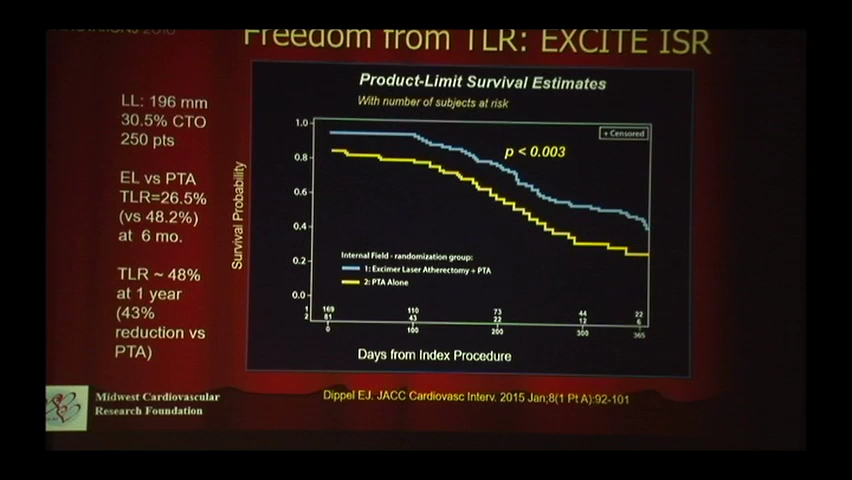 Freedom from TLR: EXCITE ISR
LL: 196 mm
30.5% CTO
250 pts
EL vs PTA
TLR=26.5%
(vs 48.2%)
at 6 mo.
TLR ~ 48%
at 1 year
(43%
reduction vs
PTA)
Product-Limit Survival Estimates
With number of subjects at risk
+ Censored
p < 0.003
Survival Probability
1.0
0.8
0.6
0.4
0.2
0.0
Internal Field - randomization group:
1: Excimer Laser Atherectomy + PTA
2: PTA Alone
1 169 110 73 44 22
2 81 43 22 12 6
0 100 200 300 365
Days from Index Procedure
Midwest Cardiovascular
Research Foundation
Dippel EJ. JACC Cardiovasc Interv. 2015 Jan;8(1 Pt A):92-101